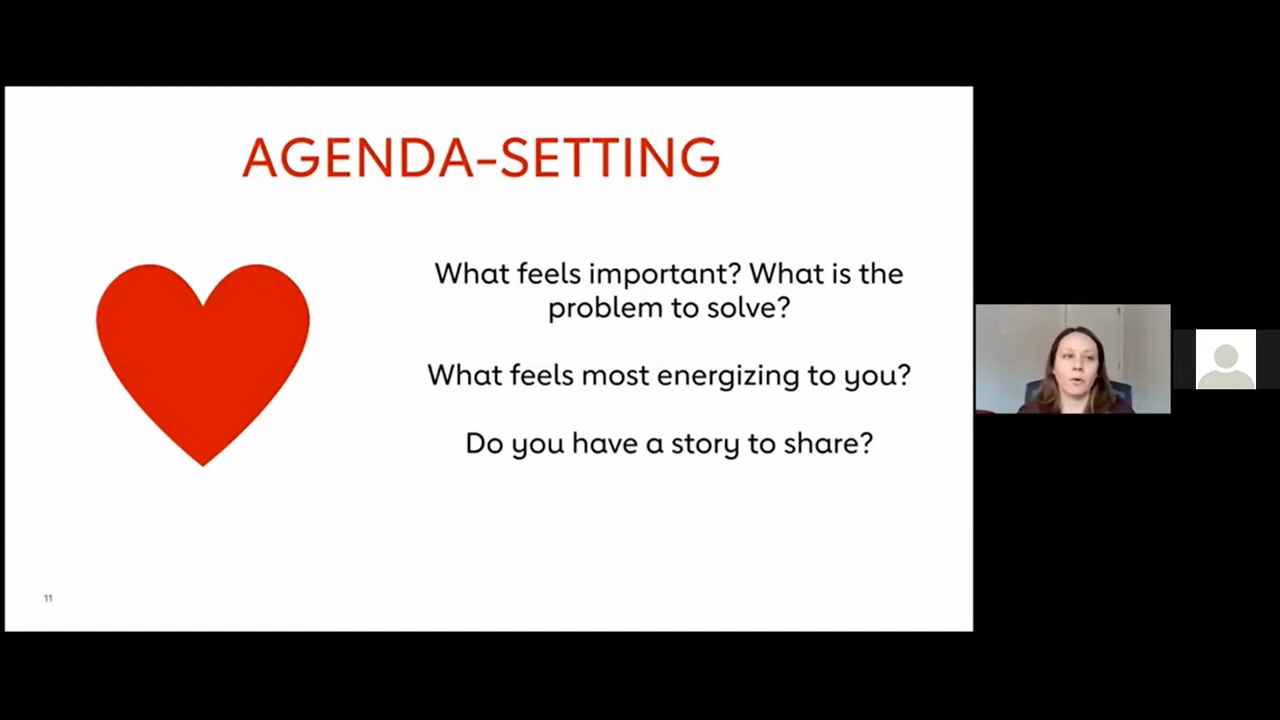 AGENDA-SETTING
What feels important? What is the
problem to solve?
What feels most energizing to you?
Do you have a story to share?
11